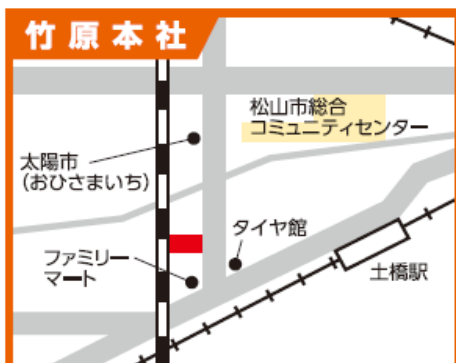 竹原本社
松山市総合
コミュニティセンター
太陽市
(おひさまいち)
タイヤ館
ファミリー
マート
土橋駅